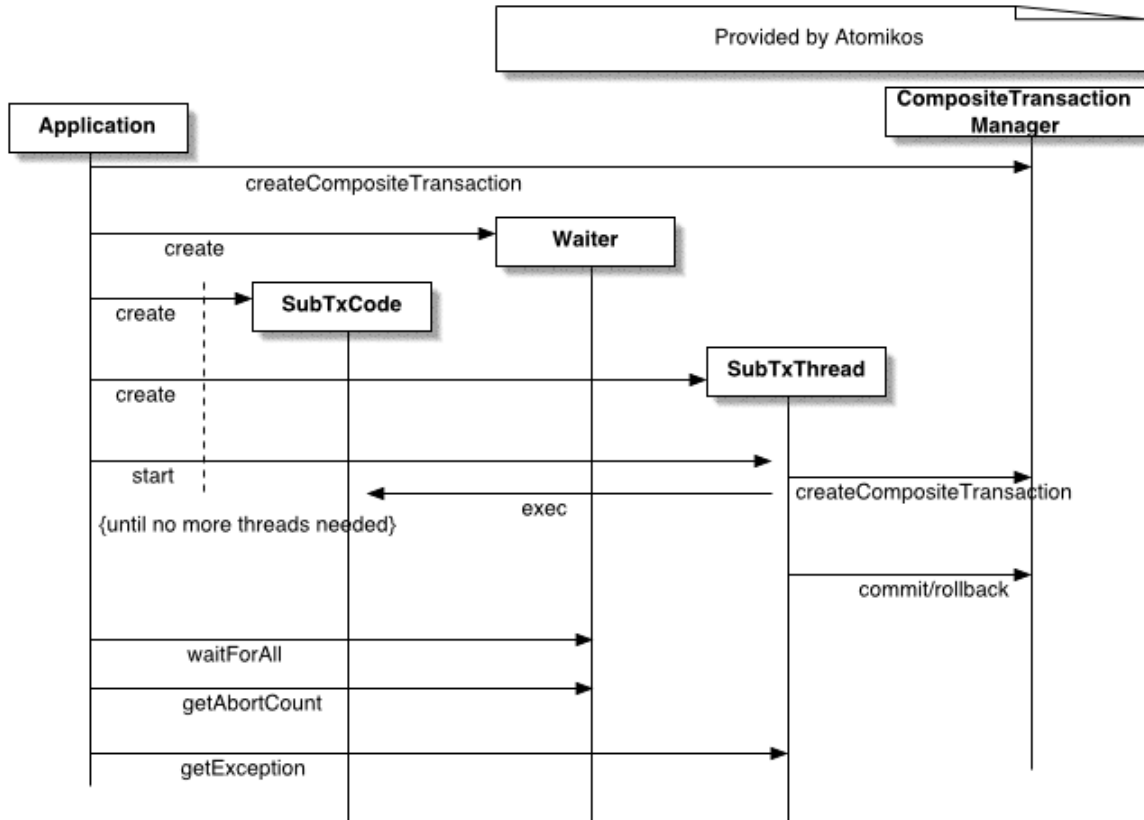 Provided by Atomikos
CompositeTransaction
Manager
Application
createCompositeTransaction
Waiter
create
SubTxCode
create
SubTxThread
create
start
createCompositeTransaction
exec
{until no more threads needed}
commit/rollback
waitForAll
getAbortCount
getException